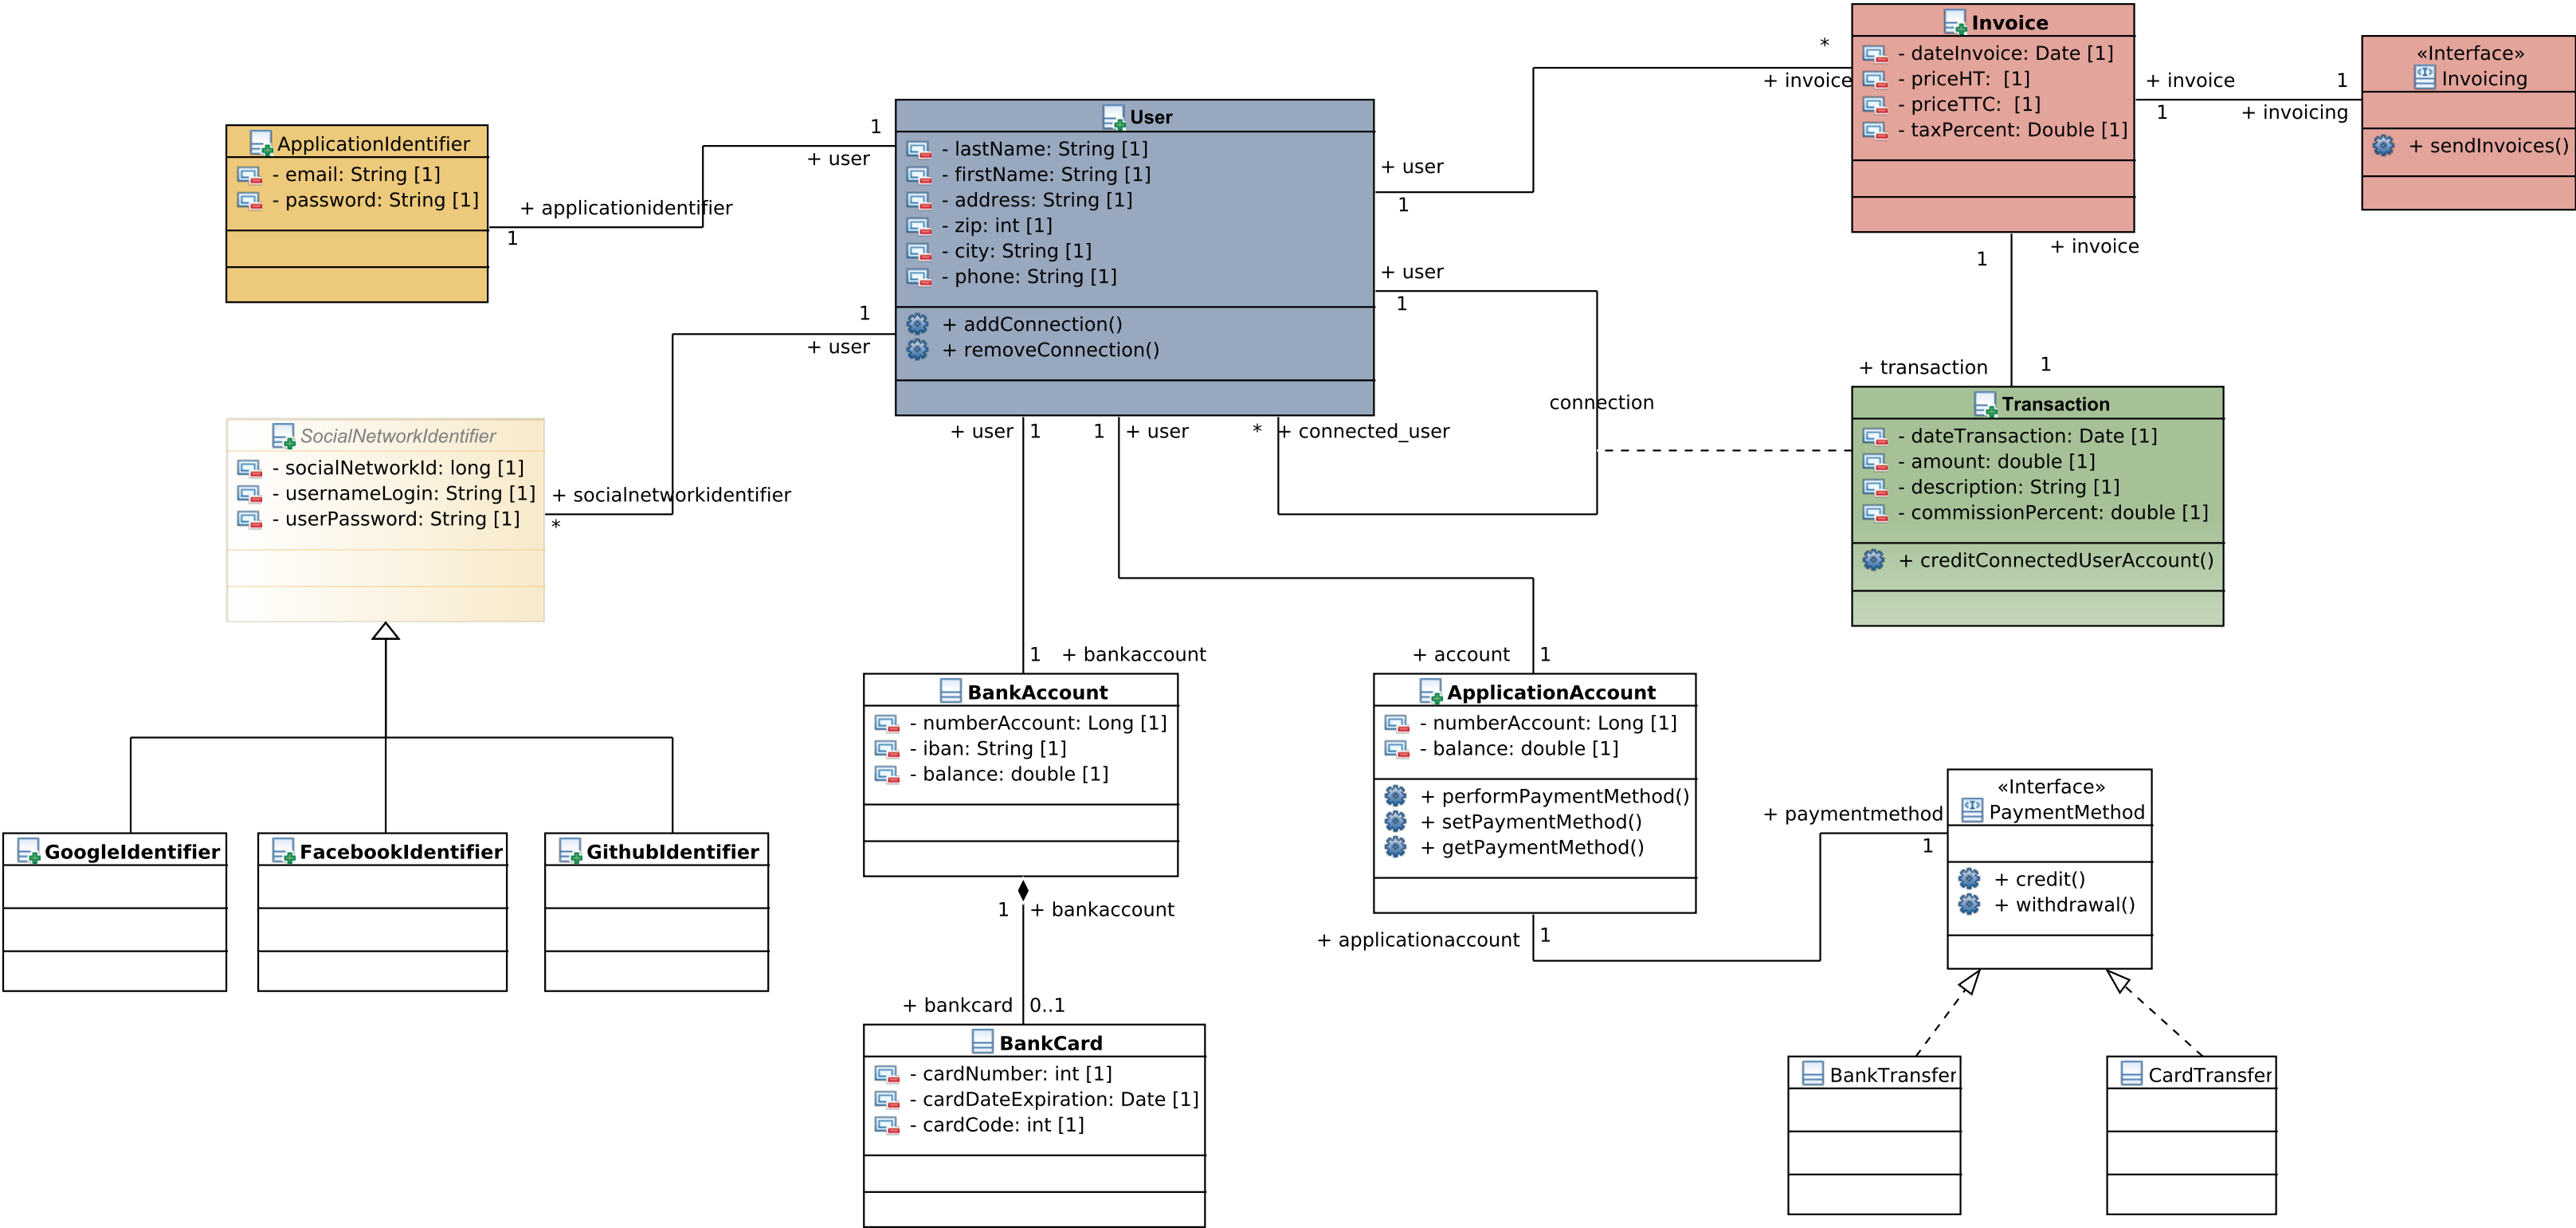 Invoice
- dateInvoice: Date [1]
- priceHT:  [1]
- priceTTC:  [1]
- taxPercent: Double [1]
*
+ invoice
+ invoice
1
1
+ invoicing
«Interface»
Invoicing
+ sendInvoices()
User
- lastName: String [1]
- firstName: String [1]
- address: String [1]
- zip: int [1]
- city: String [1]
- phone: String [1]
+ addConnection()
+ removeConnection()
ApplicationIdentifier
- email: String [1]
- password: String [1]
1
+ user
+ applicationidentifier
1
+ user
1
+ user
1
1
+ invoice
+ transaction
1
1
+ user
SocialNetworkIdentifier
- socialNetworkId: long [1]
- usernameLogin: String [1]
- userPassword: String [1]
+ socialnetworkidentifier
*
connection
Transaction
- dateTransaction: Date [1]
- amount: double [1]
- description: String [1]
- commissionPercent: double [1]
+ creditConnectedUserAccount()
+ user
1
1
+ user
*
+ connected_user
1
+ bankaccount
+ account
1
BankAccount
- numberAccount: Long [1]
- iban: String [1]
- balance: double [1]
ApplicationAccount
- numberAccount: Long [1]
- balance: double [1]
+ performPaymentMethod()
+ setPaymentMethod()
+ getPaymentMethod()
+ paymentmethod
1
«Interface»
PaymentMethod
+ credit()
+ withdrawal()
GoogleIdentifier
FacebookIdentifier
GithubIdentifier
1
+ bankaccount
+ applicationaccount
1
+ bankcard
0..1
BankCard
- cardNumber: int [1]
- cardDateExpiration: Date [1]
- cardCode: int [1]
BankTransfer
CardTransfer